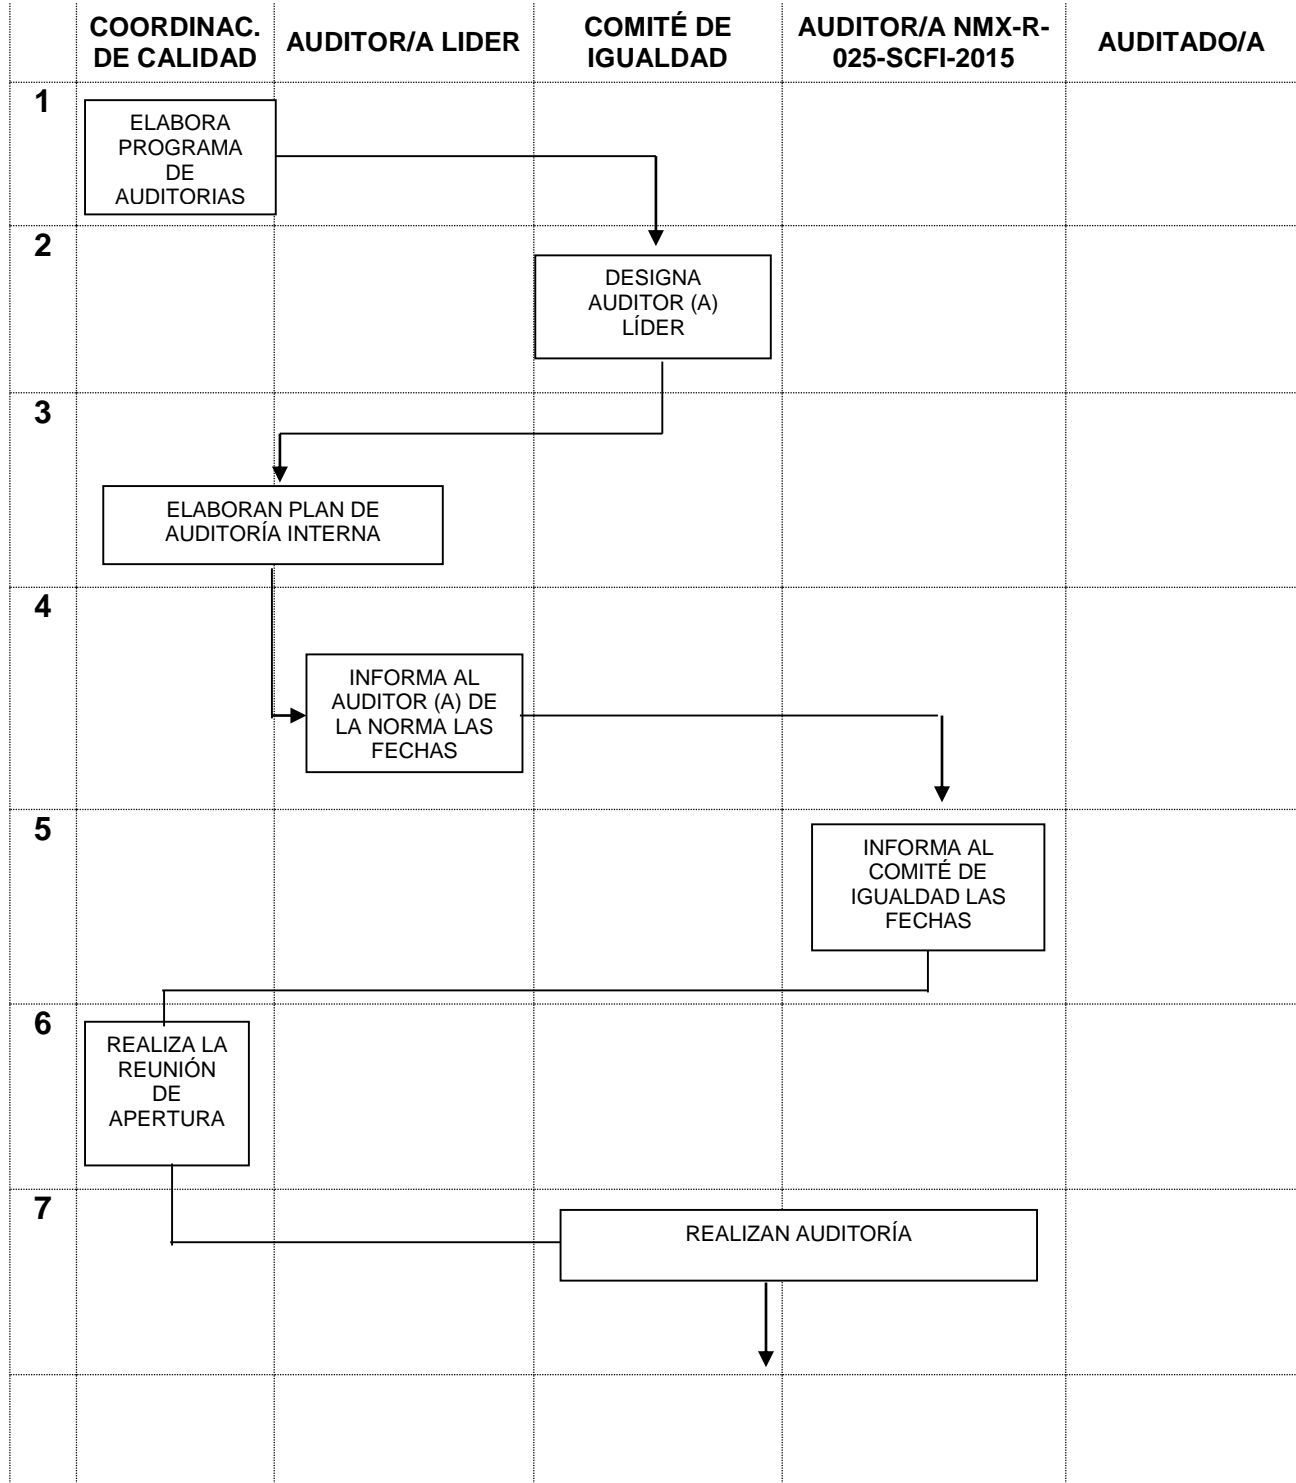 COORDINAC.
DE CALIDAD
AUDITOR/A LIDER
COMITÉ DE
IGUALDAD
AUDITOR/A NMX-R-
025-SCFI-2015
AUDITADO/A
1
ELABORA
PROGRAMA
DE
AUDITORIAS
2
DESIGNA
AUDITOR (A)
LÍDER
3
ELABORAN PLAN DE
AUDITORÍA INTERNA
4
INFORMA AL
AUDITOR (A) DE
LA NORMA LAS
FECHAS
5
INFORMA AL
COMITÉ DE
IGUALDAD LAS
FECHAS
6
REALIZA LA
REUNIÓN
DE
APERTURA
7
REALIZAN AUDITORÍA